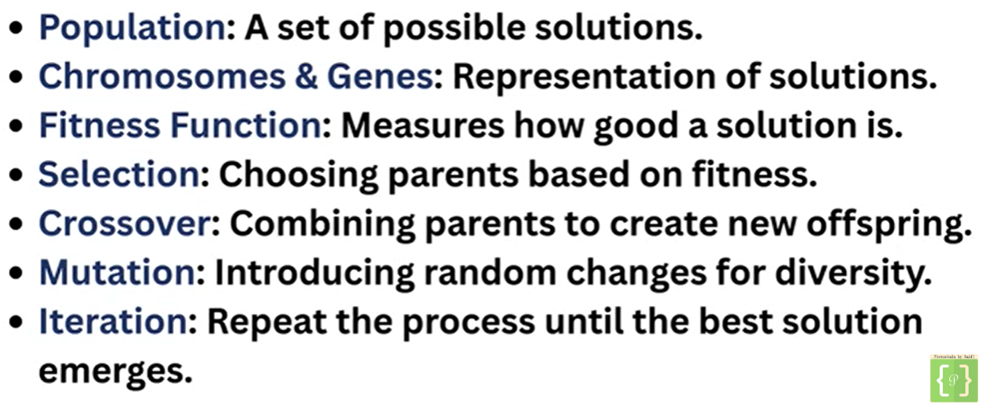 • Population: A set of possible solutions.
• Chromosomes & Genes: Representation of solutions.
• Fitness Function: Measures how good a solution is.
• Selection: Choosing parents based on fitness.
• Crossover: Combining parents to create new offspring.
• Mutation: Introducing random changes for diversity.
• Iteration: Repeat the process until the best solution
emerges.
{P}